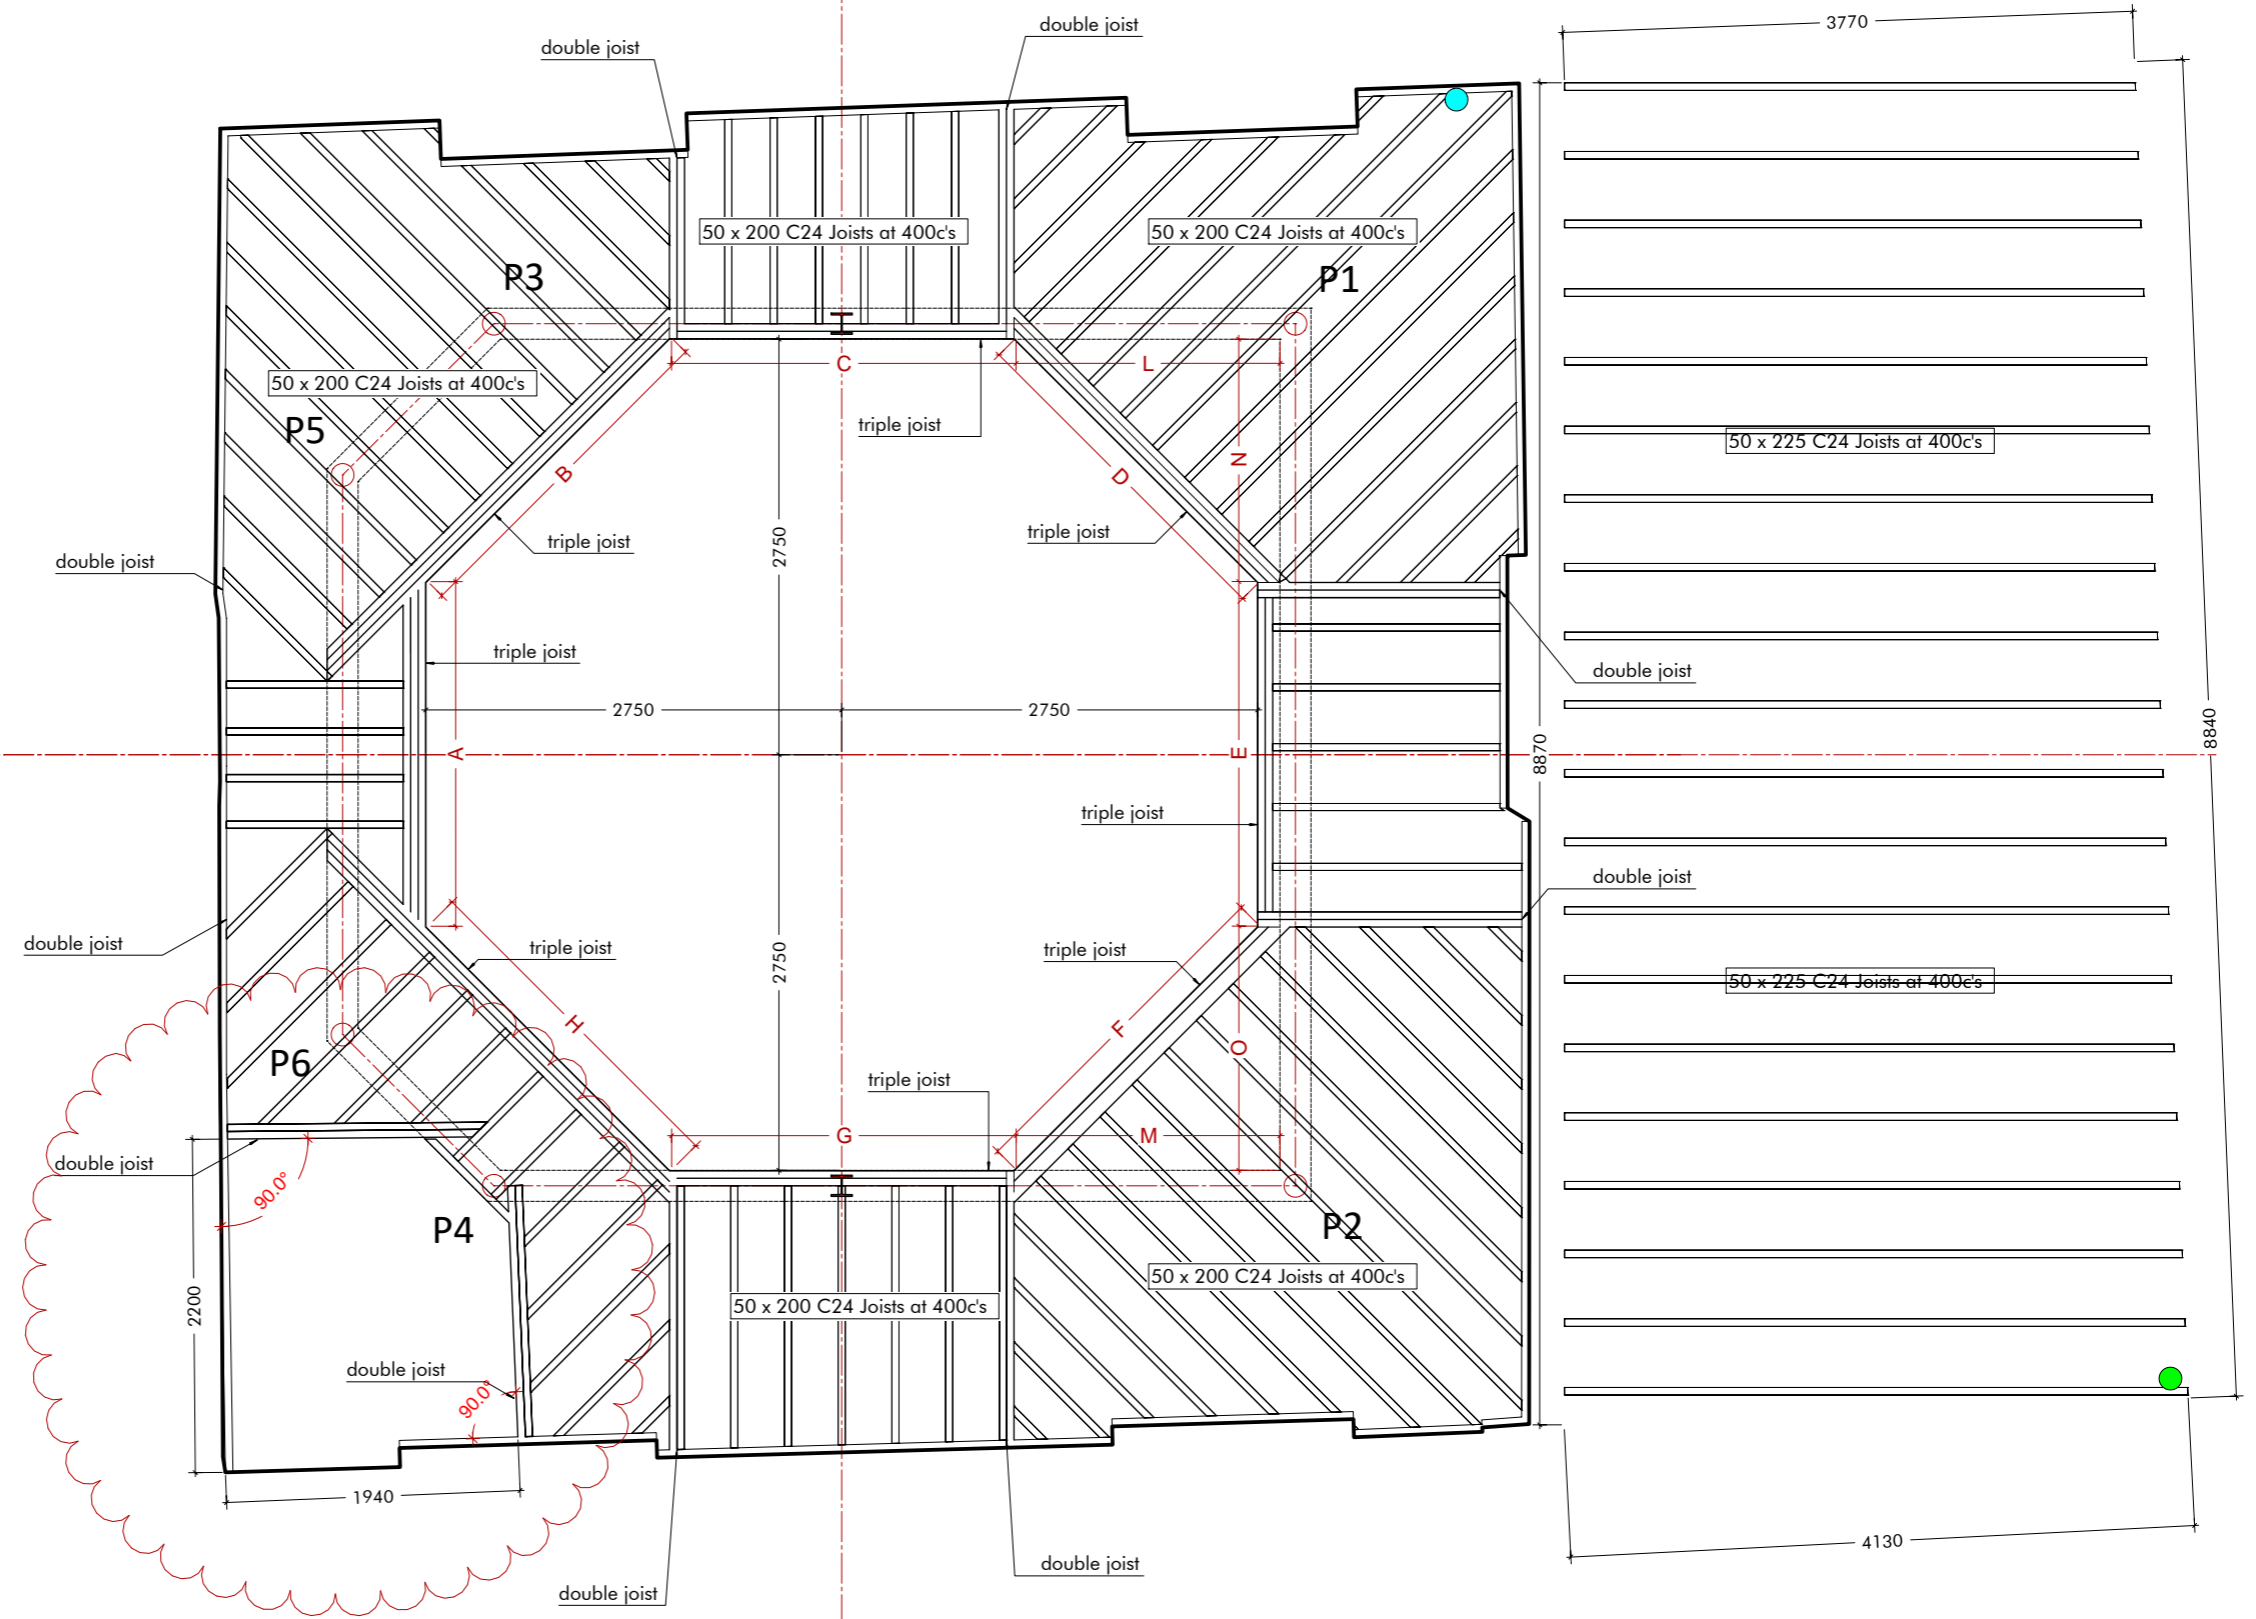 double joist
double joist
3770
50 x 200 C24 Joists at 400c's
50 x 200 C24 Joists at 400c's
P3
P1
C
L
50 x 200 C24 Joists at 400c's
P5
triple joist
50 x 225 C24 Joists at 400c's
B
D
N
triple joist
triple joist
2750
double joist
triple joist
double joist
2750
2750
8870
8840
A
E
triple joist
double joist
double joist
triple joist
triple joist
2750
50 x 225 C24 Joists at 400c's
H
F
O
P6
triple joist
G
M
double joist
90.0°
P4
P2
50 x 200 C24 Joists at 400c's
50 x 200 C24 Joists at 400c's
2200
double joist
90.0°
1940
4130
double joist
double joist